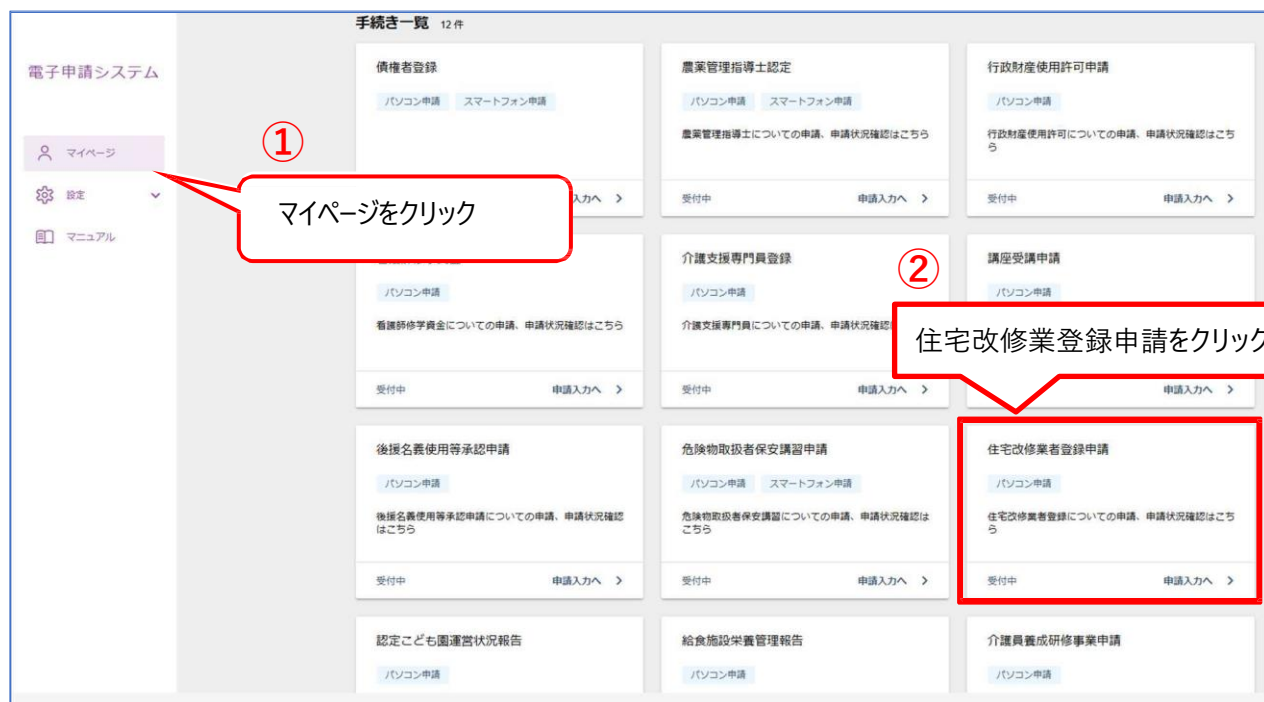 手続き一覧 12 件
電子申請システム
マイページ
設定
マニュアル
①
マイページをクリック
債権者登録
パソコン申請 スマートフォン申請
入力へ
農薬管理指導士認定
パソコン申請 スマートフォン申請
農薬管理指導士についての申請、申請状況確認はこちら
受付中 申請入力へ
行政財産使用許可申請
パソコン申請
行政財産使用許可についての申請、申請状況確認はこち
ら
受付中 申請入力へ
パソコン申請
看護師修学資金についての申請、申請状況確認はこちら
受付中 申請入力へ
介護支援専門員登録
パソコン申請
介護支援専門員についての申請、申請状況確認
受付中 申請入力へ
②
講座受講申請
パソコン申請
住宅改修業登録申請をクリック
申請入力へ
後援名義使用等承認申請
パソコン申請
後援名義使用等承認申請についての申請、申請状況確認
はこちら
受付中 申請入力へ
危険物取扱者保安講習申請
パソコン申請 スマートフォン申請
危険物取扱者保安講習についての申請、申請状況確認は
こちら
受付中 申請入力へ
住宅改修業者登録申請
パソコン申請
住宅改修業者登録についての申請、申請状況確認はこち
ら
受付中 申請入力へ
認定こども園運営状況報告
パソコン申請
給食施設栄養管理報告
パソコン申請
介護員養成研修事業申請
パソコン申請